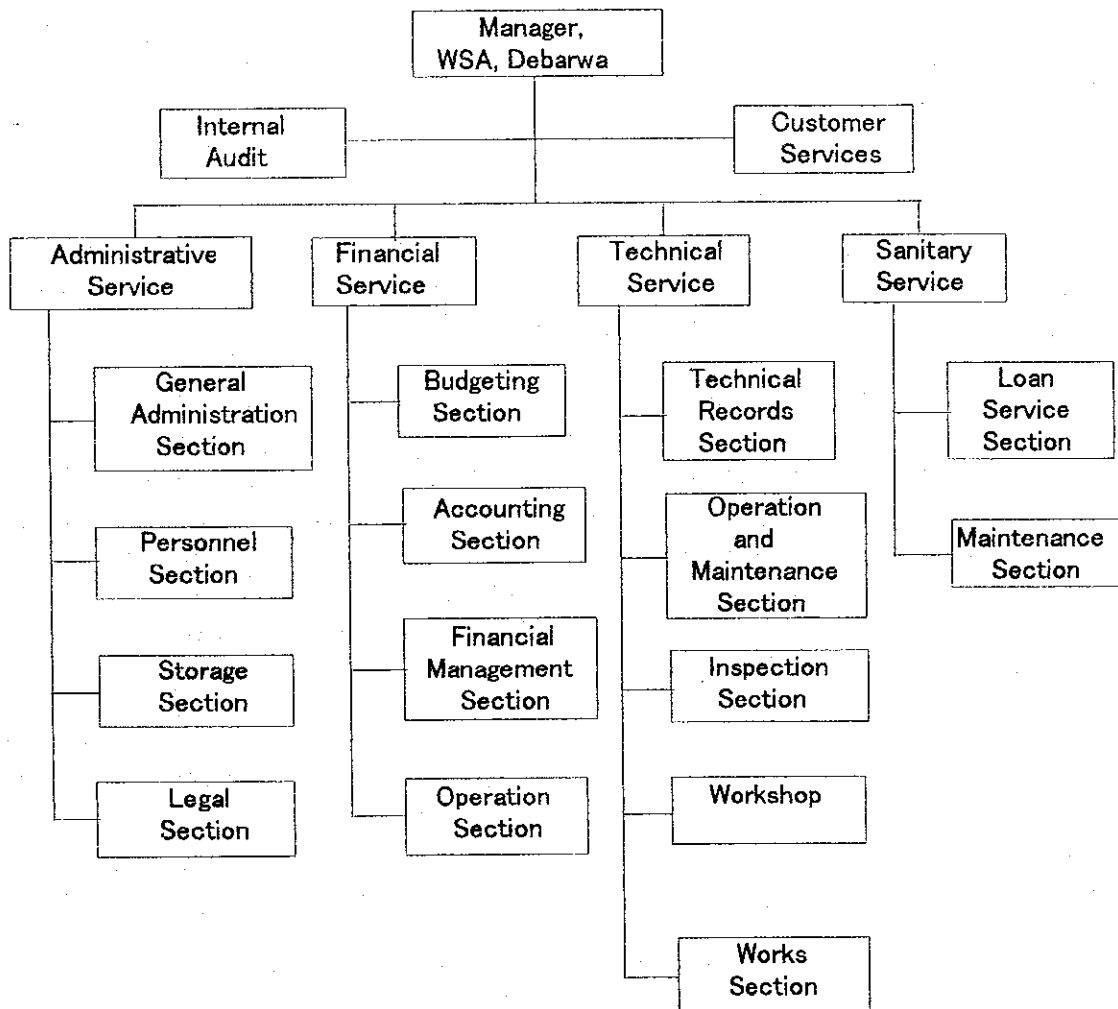 Manager,
WSA, Debarwa
Internal
Audit
Customer
Services
Administrative
Service
Financial
Service
Technical
Service
Sanitary
Service
General
Administration
Section
Personnel
Section
Storage
Section
Legal
Section
Budgeting
Section
Accounting
Section
Financial
Management
Section
Operation
Section
Technical
Records
Section
Operation
and
Maintenance
Section
Inspection
Section
Workshop
Works
Section
Loan
Service
Section
Maintenance
Section